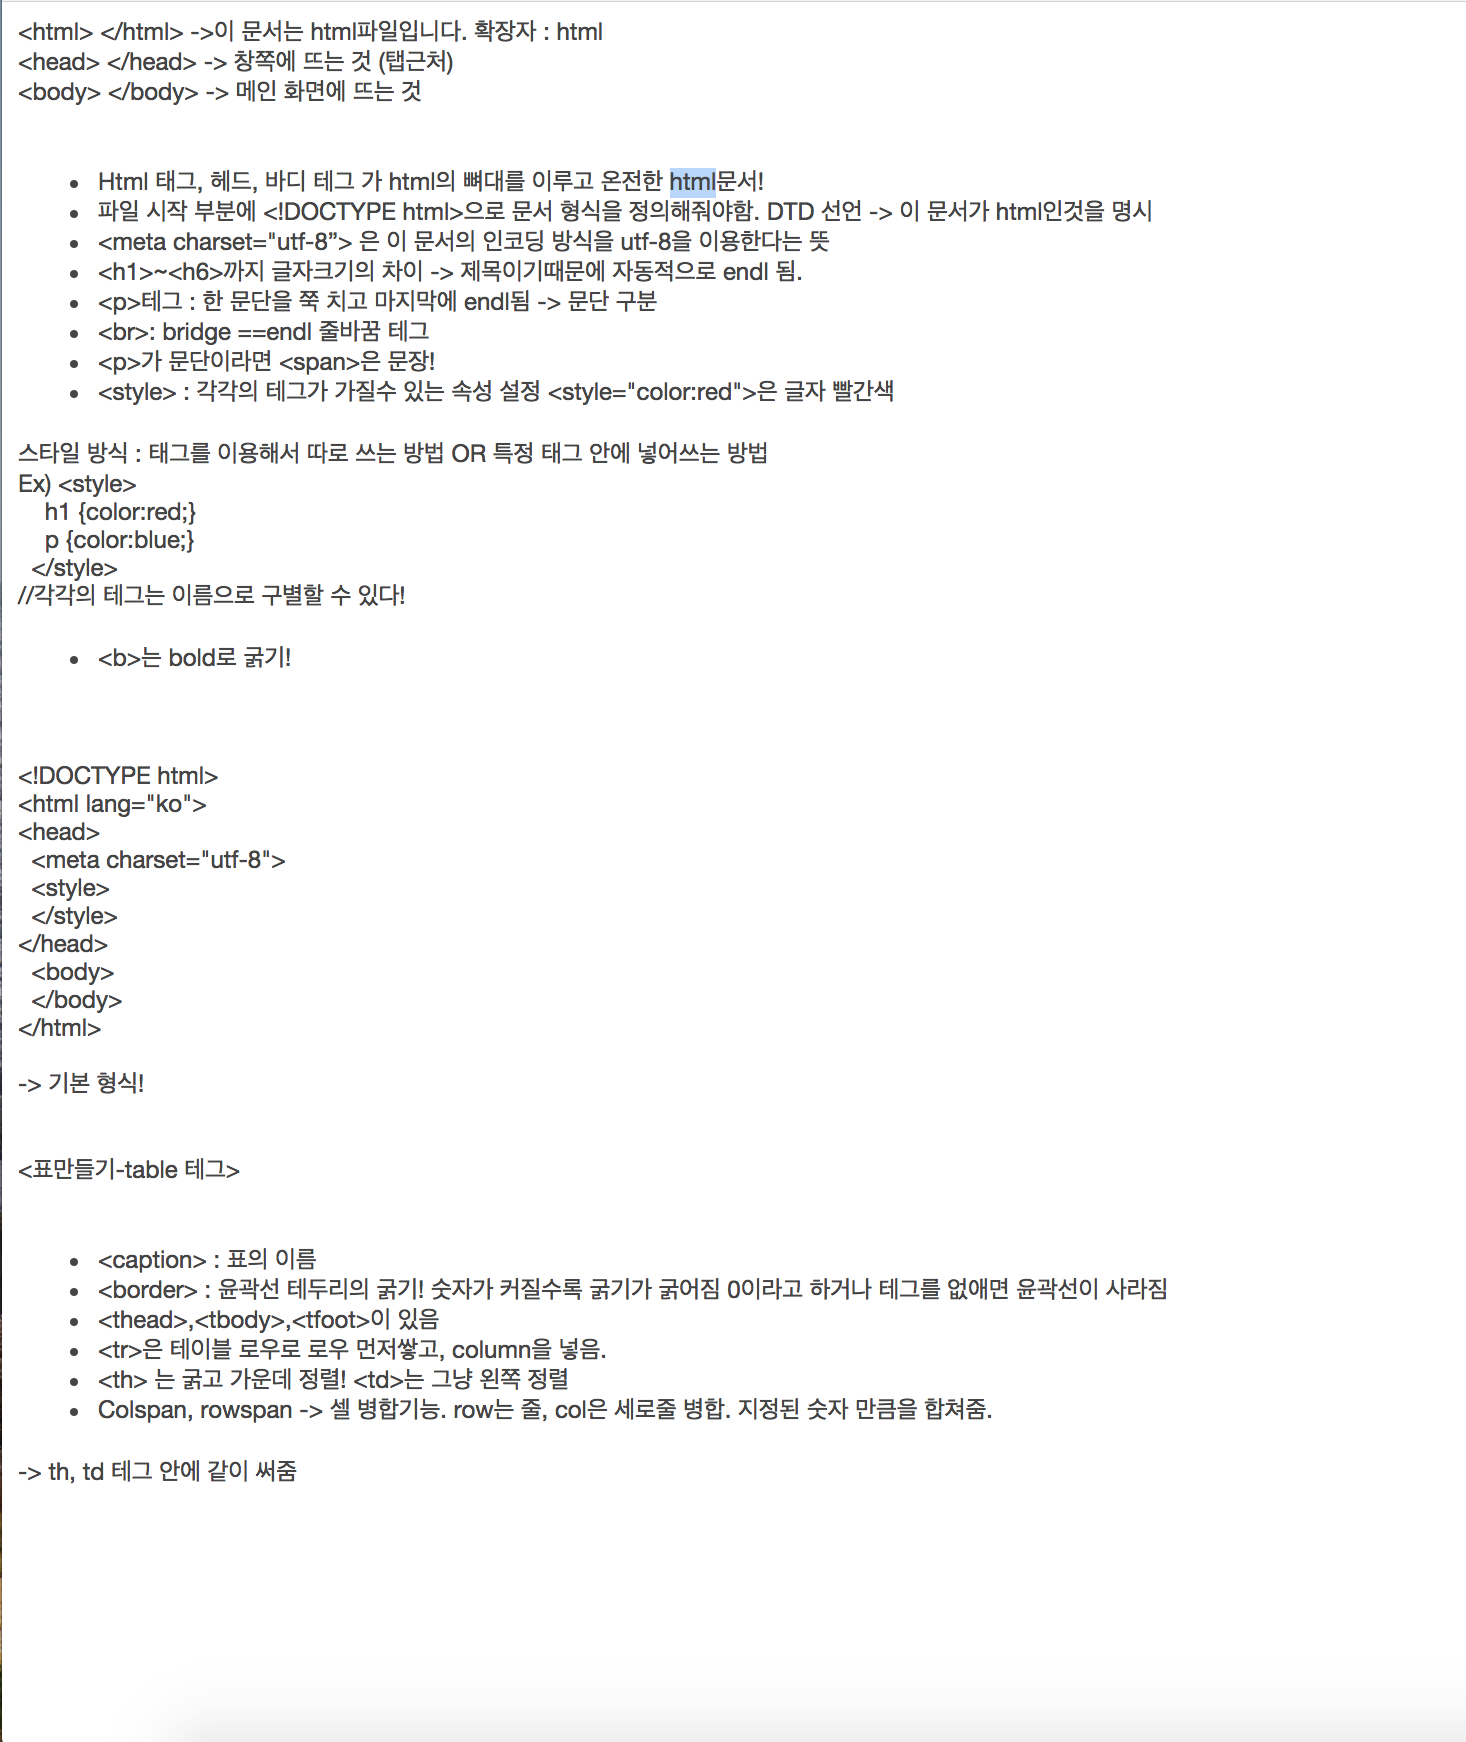 <html> </html> ->이 문서는 html파일입니다. 확장자 : html
<head> </head> -> 창쪽에 뜨는 것 (탭근처)
<body> </body> -> 메인 화면에 뜨는 것
• Html 태그, 헤드, 바디 테그 가 html의 뼈대를 이루고 온전한 html문서!
• 파일 시작 부분에 <!DOCTYPE html>으로 문서 형식을 정의해줘야함. DTD 선언 -> 이 문서가 html인것을 명시
• <meta charset="utf-8”> 은 이 문서의 인코딩 방식을 utf-8을 이용한다는 뜻
• <h1>~<h6>까지 글자크기의 차이 -> 제목이기때문에 자동적으로 endl 됨.
• <p>테그 : 한 문단을 쭉 치고 마지막에 endl됨 -> 문단 구분
• <br>: bridge ==endl 줄바꿈 테그
• <p>가 문단이라면 <span>은 문장!
• <style> : 각각의 테그가 가질수 있는 속성 설정 <style="color:red">은 글자 빨간색
스타일 방식 : 태그를 이용해서 따로 쓰는 방법 OR 특정 태그 안에 넣어쓰는 방법
Ex) <style>
h1 {color:red;}
p {color:blue;}
</style>
//각각의 테그는 이름으로 구별할 수 있다!
• <b>는 bold로 굵기!
<!DOCTYPE html>
<html lang="ko">
<head>
<meta charset="utf-8">
<style>
</style>
</head>
<body>
</body>
</html>
-> 기본 형식!
<표만들기-table 테그>
• <caption> : 표의 이름
• <border> : 윤곽선 테두리의 굵기! 숫자가 커질수록 굵기가 굵어짐 0이라고 하거나 테그를 없애면 윤곽선이 사라짐
• <thead>,<tbody>,<tfoot>이 있음
• <tr>은 테이블 로우로 로우 먼저쌓고, column을 넣음.
• <th> 는 굵고 가운데 정렬! <td>는 그냥 왼쪽 정렬
• Colspan, rowspan -> 셀 병합기능. row는 줄, col은 세로줄 병합. 지정된 숫자 만큼을 합쳐줌.
-> th, td 테그 안에 같이 써줌